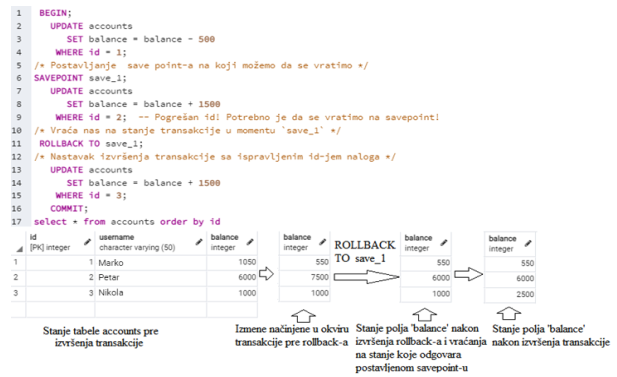 1 BEGIN;
2 UPDATE accounts
3 SET balance = balance - 500
4 WHERE id = 1;
5 /* Postavljanje save point-a na koji možemo da se vratimo */
6 SAVEPOINT save_1;
7 UPDATE accounts
8 SET balance = balance + 1500
9 WHERE id = 2; -- Pogrešan id! Potrebno je da se vratimo na savepoint!
10 /* Vraća nas na stanje transakcije u momentu `save_1` */
11 ROLLBACK TO save_1;
12 /* Nastavak izvršenja transakcije sa ispravljenim id-jem naloga */
13 UPDATE accounts
14 SET balance = balance + 1500
15 WHERE id = 3;
16 COMMIT;
17 select * from accounts order by id
id username balance balance balance balance
[PK] integer character varying (50) integer integer integer integer
ROLLBACK
TO save_1
1 1 Marko 1050 550 550 550
2 2 Petar 6000 7500 6000 6000
3 3 Nikola 1000 1000 1000 2500
Stanje tabele accounts pre
izvršenja transakcije
Izmene načinjene u okviru
transakcije pre rollback-a
Stanje polja 'balance' nakon
izvršenja rollback-a i vraćanja
na stanje koje odgovara
postavljenom savepoint-u
Stanje polja 'balance'
nakon izvršenja transakcije